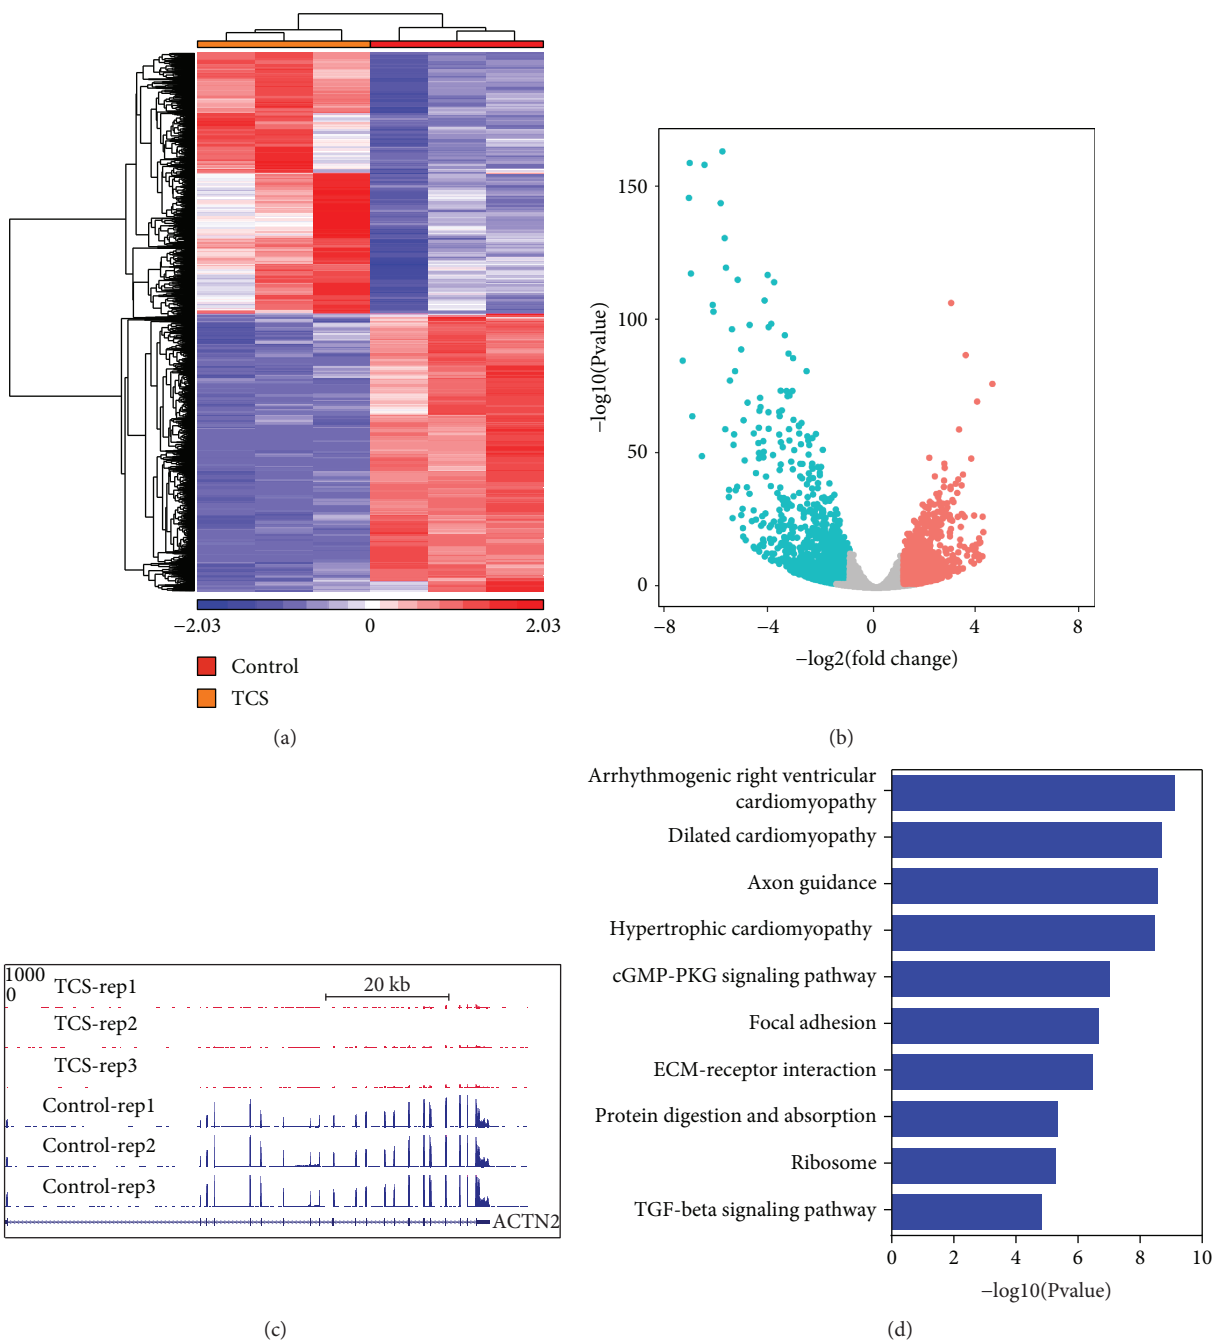 −2.03 0 2.03
Control
TCS
(a)
−log10(Pvalue)
150
100
50
0
−8 −4 0 4 8
−log2(fold change)
(b)
1000
0
20 kb
TCS-rep1
TCS-rep2
TCS-rep3
Control-rep1
Control-rep2
Control-rep3
ACTN2
(c)
Arrhythmogenic right ventricular
cardiomyopathy
Dilated cardiomyopathy
Axon guidance
Hypertrophic cardiomyopathy
cGMP-PKG signaling pathway
Focal adhesion
ECM-receptor interaction
Protein digestion and absorption
Ribosome
TGF-beta signaling pathway
0 2 4 6 8 10
−log10(Pvalue)
(d)